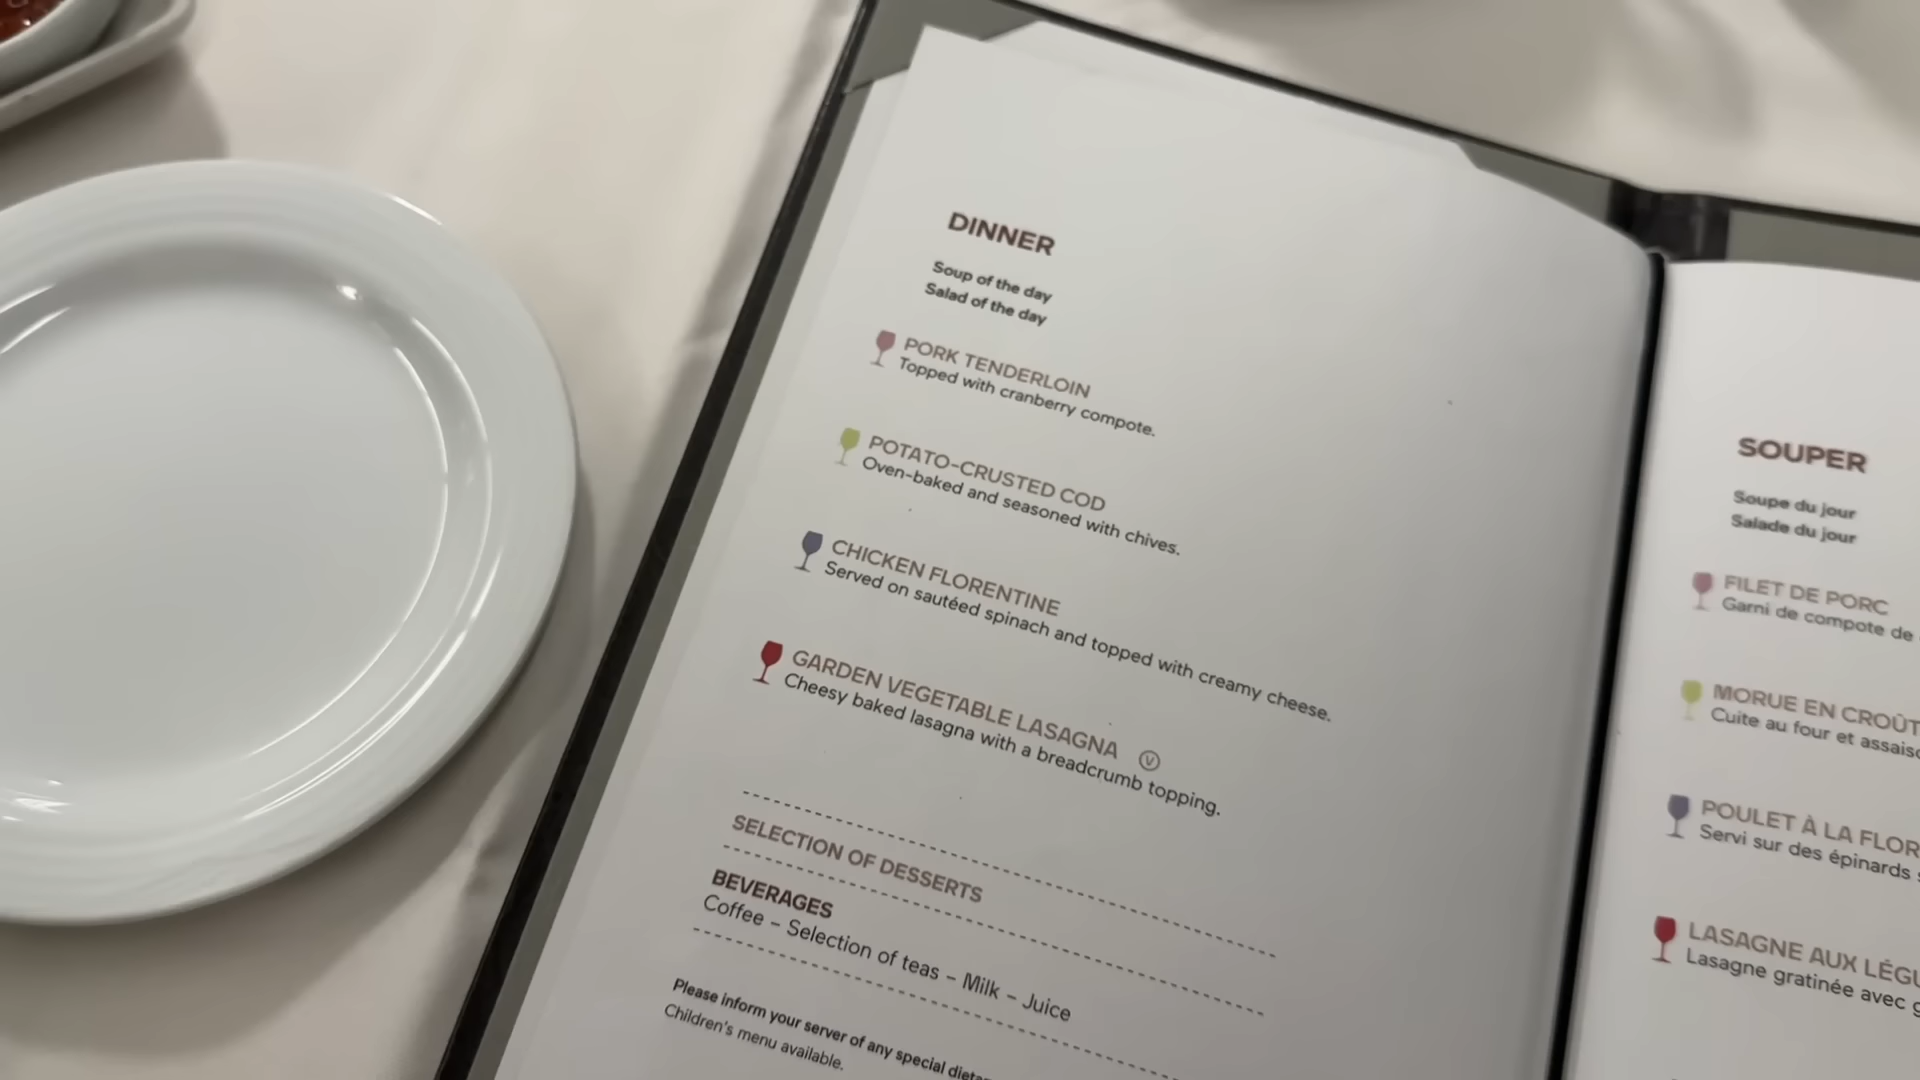 DINNER
Soup of the day
Salad of the day
PORK TENDERLOIN
Topped with cranberry compote.
POTATO-CRUSTED COD
Oven-baked and seasoned with chives.
CHICKEN FLORENTINE
Served on sautéed spinach and topped with creamy cheese.
GARDEN VEGETABLE LASAGNA V
Cheesy baked lasagna with a breadcrumb topping.
SELECTION OF DESSERTS
BEVERAGES
Coffee - Selection of teas - Milk - Juice
Please inform your server of any special
Children's menu available.
SOUPER
Soupe du jour
Salade du jour
FILET DE PORC
Garni de compote de
MORUE EN
Cuite au four et
POULET À LA
Servi sur des épinards
LASAGNE AUX
Lasagne gratinée avec